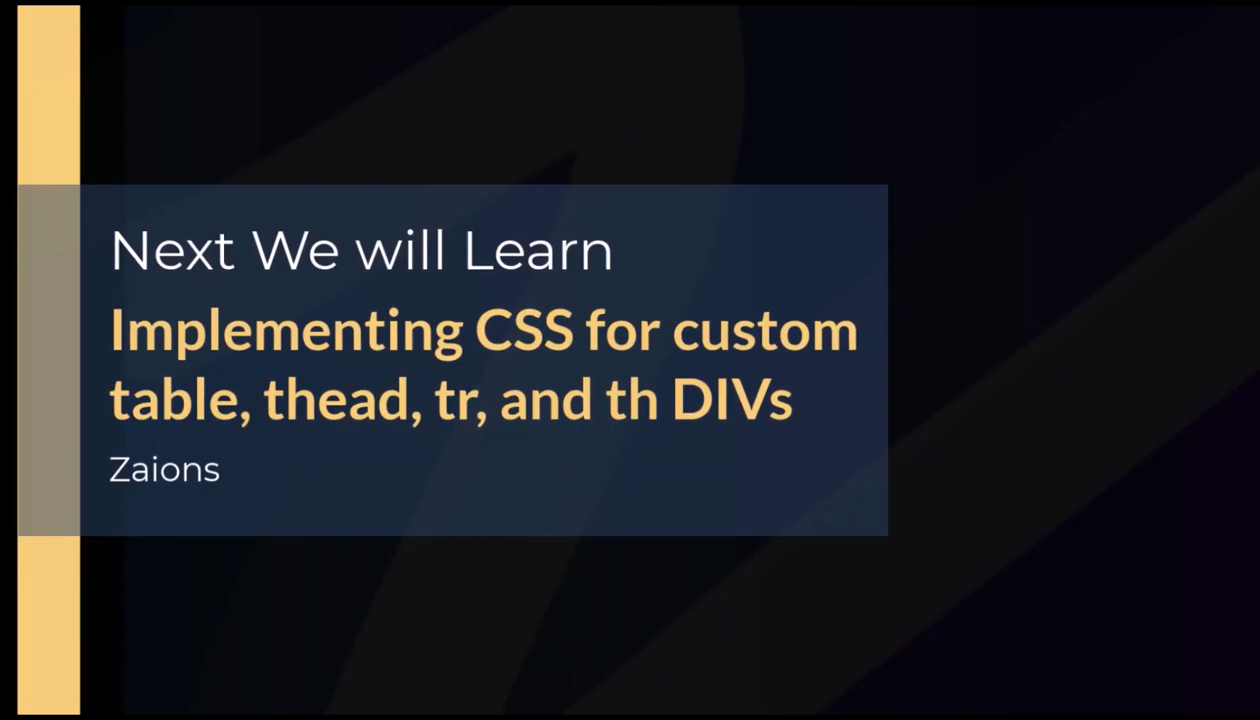 Next We will Learn
Implementing CSS for custom
table, thead, tr, and th DIVs
Zaions